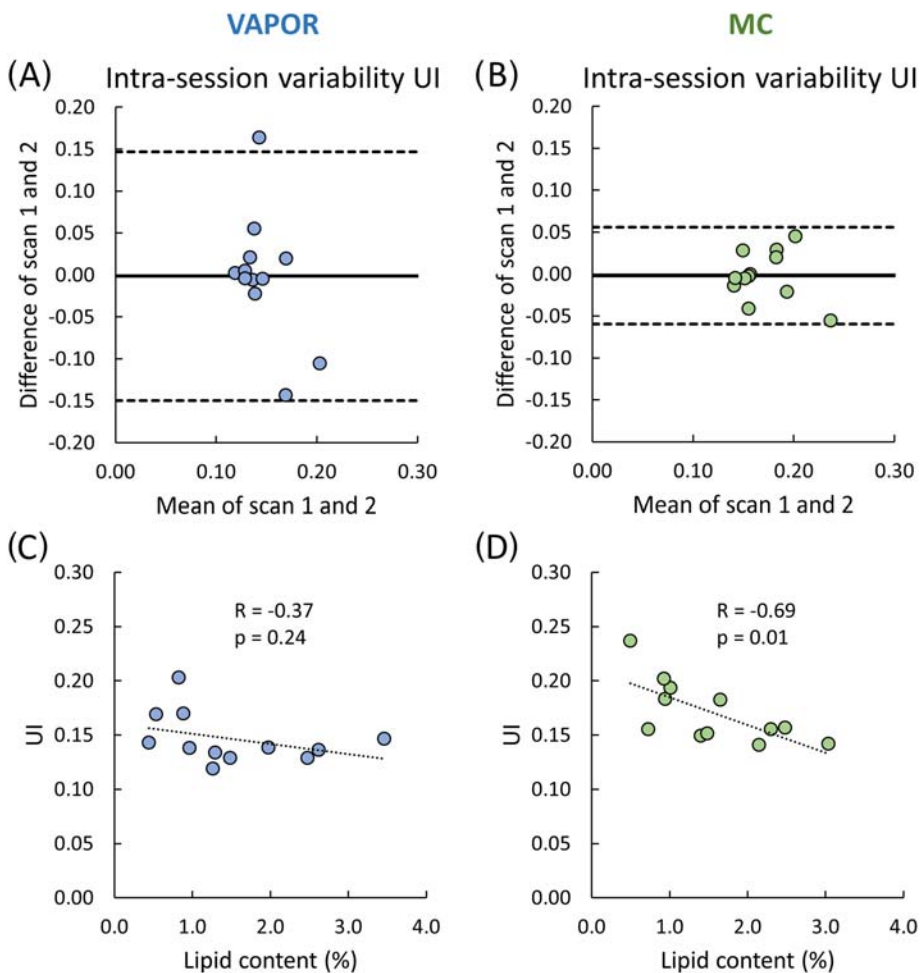 VAPOR
MC
(A)
Intra-session variability UI
(B)
Intra-session variability UI
Difference of scan 1 and 2
0.20
0.15
0.10
0.05
0.00
-0.05
-0.10
-0.15
-0.20
0.00
0.10
0.20
0.30
Mean of scan 1 and 2
Difference of scan 1 and 2
0.20
0.15
0.10
0.05
0.00
-0.05
-0.10
-0.15
-0.20
0.00
0.10
0.20
0.30
Mean of scan 1 and 2
(C)
UI
0.30
0.25
0.20
0.15
0.10
0.05
0.00
R = -0.37
p = 0.24
1.0
2.0
3.0
4.0
Lipid content (%)
(D)
UI
0.30
0.25
0.20
0.15
0.10
0.05
0.00
R = -0.69
p = 0.01
1.0
2.0
3.0
4.0
Lipid content (%)